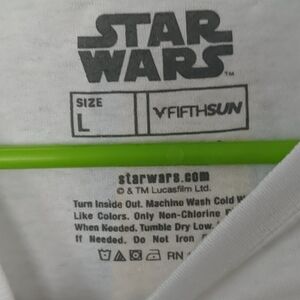 STAR
WARS
TM
SIZE
L
FIFTHSUN
starwars.com
© & TM Lucasfilm Ltd.
Turn Inside Out. Machine Wash Cold W
Like Colors. Only Non-Chlorine
When Needed. Tumble Dry Low.
If Needed. Do Not Iron
RN